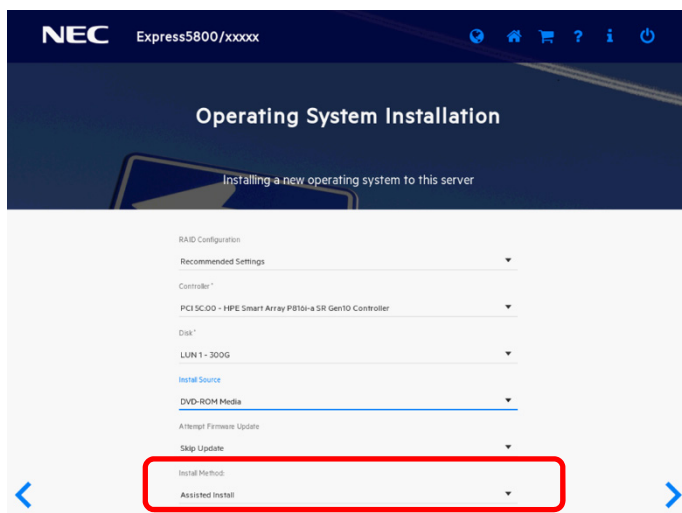 NEC Express5800/xxxxx
Operating System Installation
Installing a new operating system to this server
RAID Configuration
Recommended Settings
Controller*
PCI 5C:00 - HPE Smart Array P816i-a SR Gen10 Controller
Disk*
LUN 1 - 300G
Install Source
DVD-ROM Media
Attempt Firmware Update
Skip Update
Install Method:
Assisted Install